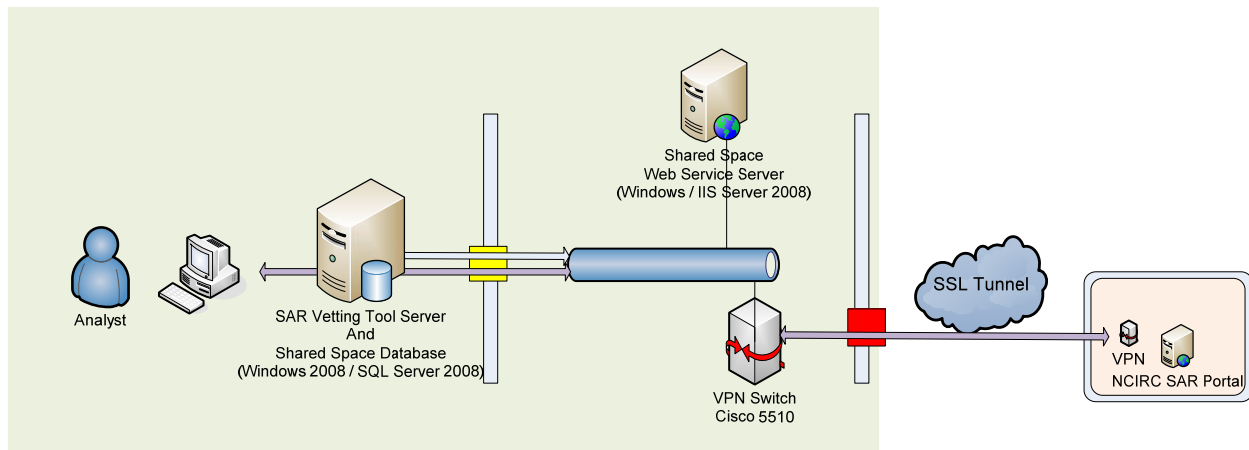 Shared Space
Web Service Server
(Windows / IIS Server 2008)
Analyst
SAR Vetting Tool Server
And
Shared Space Database
(Windows 2008 / SQL Server 2008)
VPN Switch
Cisco 5510
SSL Tunnel
VPN
NCIRC SAR Portal